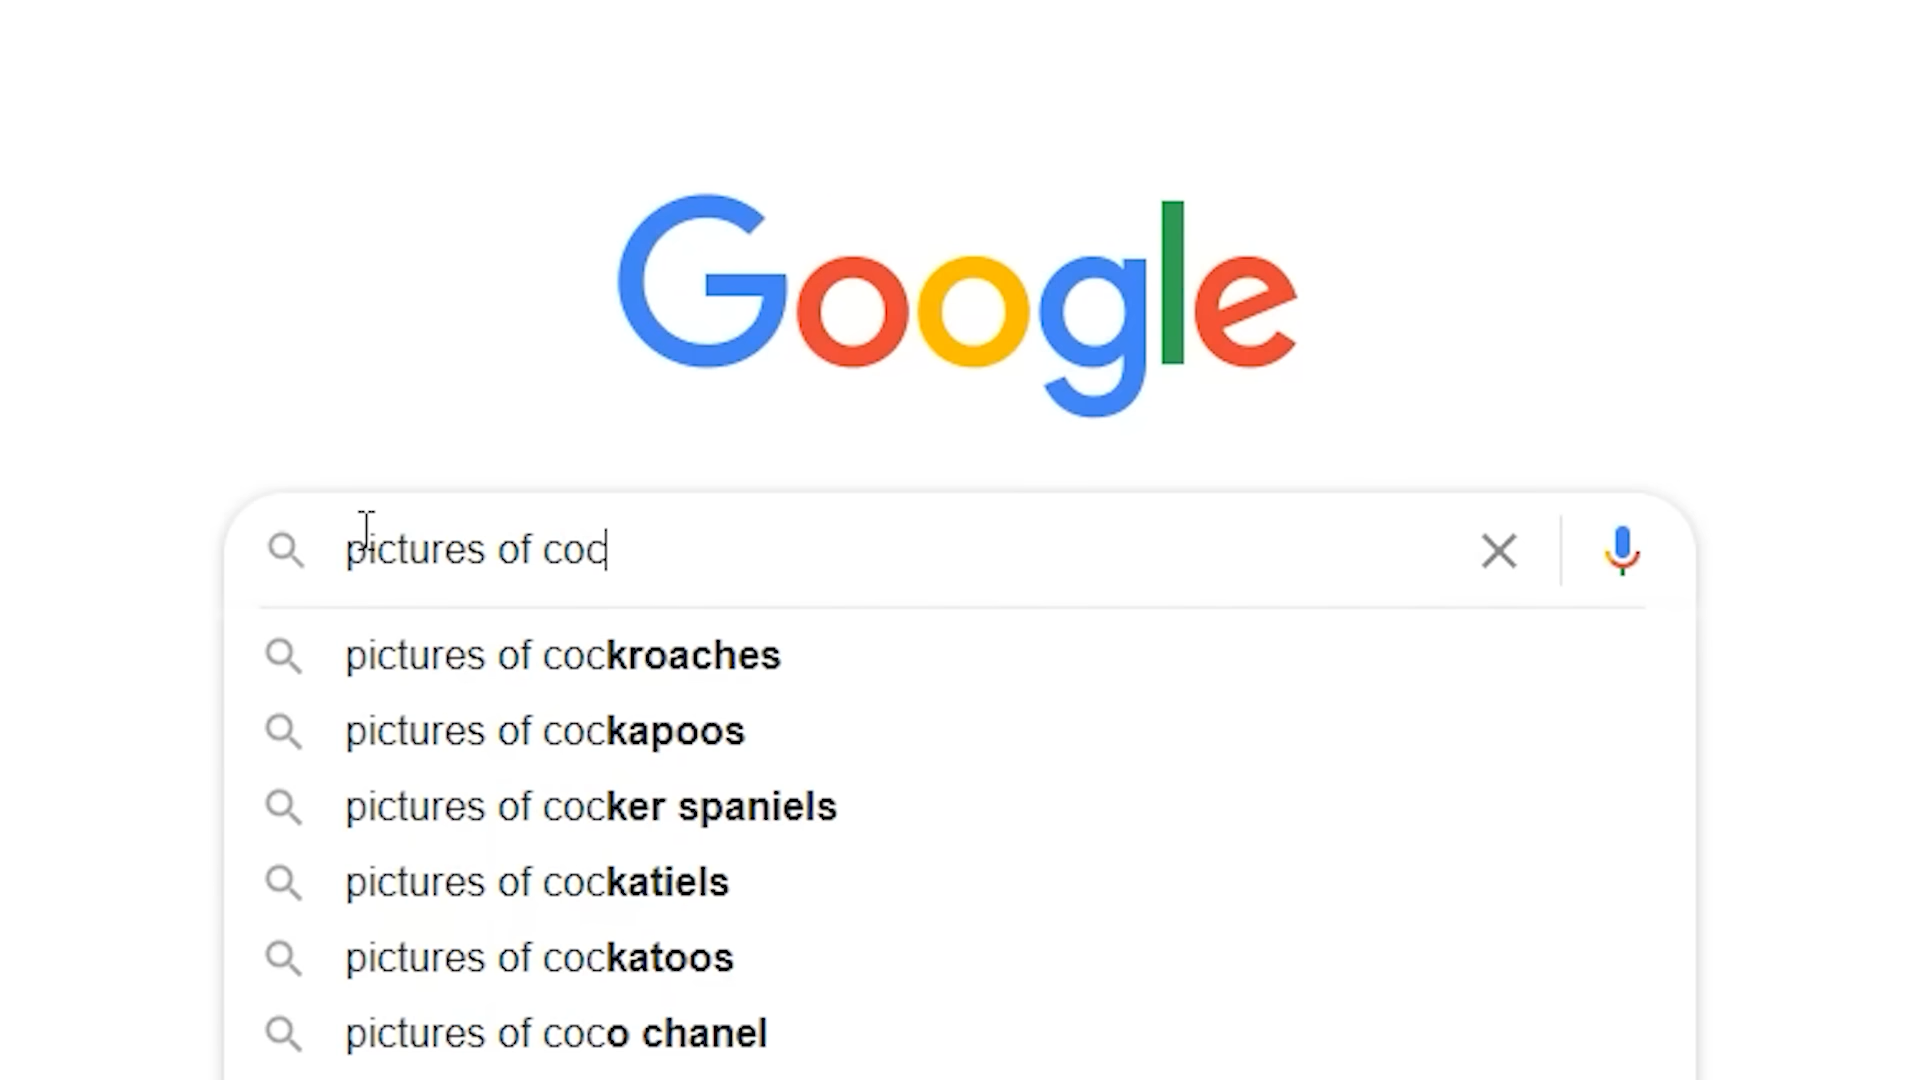 Google
pictures of coc
pictures of cockroaches
pictures of cockapoos
pictures of cocker spaniels
pictures of cockatiels
pictures of cockatoos
pictures of coco chanel